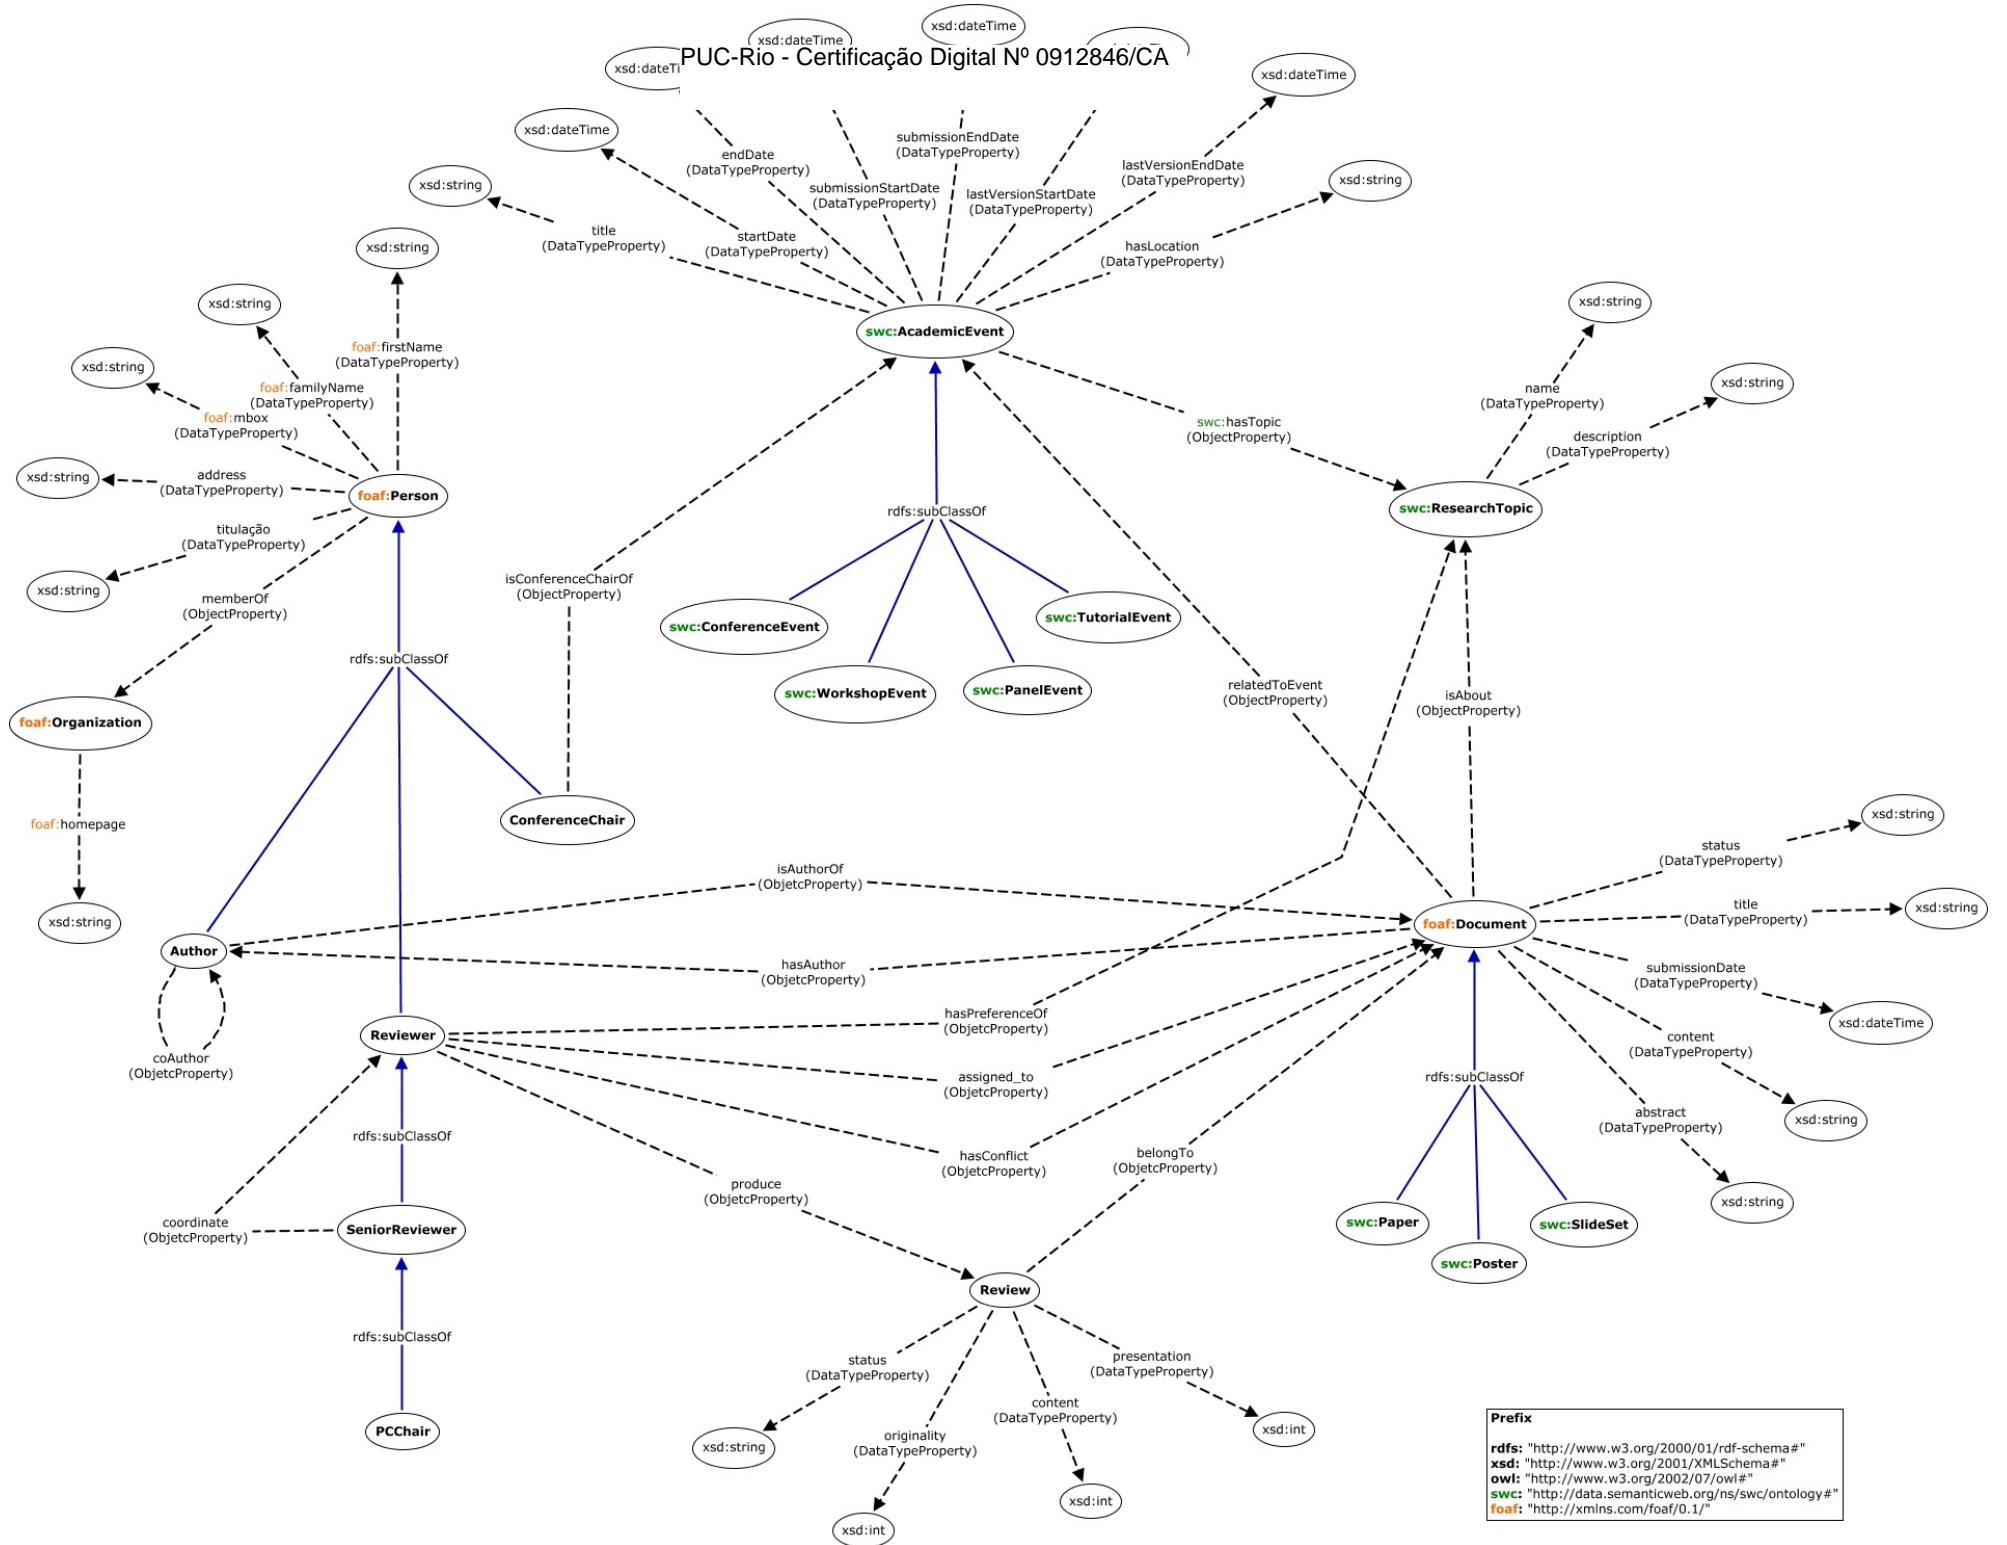 xsd:dateTime
xsd:dateTime
PUC-Rio - Certificação Digital Nº 0912846/CA
xsd:dateTime
xsd:dateTime
endDate
(DataTypeProperty)
submissionEndDate
(DataTypeProperty)
lastVersionEndDate
(DataTypeProperty)
xsd:string
xsd:string
submissionStartDate
(DataTypeProperty)
lastVersionStartDate
(DataTypeProperty)
title
(DataTypeProperty)
startDate
(DataTypeProperty)
hasLocation
(DataTypeProperty)
xsd:string
xsd:string
xsd:string
swc:AcademicEvent
foaf:firstName
(DataTypeProperty)
xsd:string
foaf:familyName
(DataTypeProperty)
foaf:mbox
(DataTypeProperty)
name
(DataTypeProperty)
xsd:string
swc:hasTopic
(ObjectProperty)
description
(DataTypeProperty)
xsd:string
address
(DataTypeProperty)
foaf:Person
swc:ResearchTopic
rdfs:subClassOf
titulação
(DataTypeProperty)
xsd:string
isConferenceChairOf
(ObjectProperty)
memberOf
(ObjectProperty)
swc:ConferenceEvent
swc:TutorialEvent
rdfs:subClassOf
swc:WorkshopEvent
swc:PanelEvent
relatedToEvent
(ObjectProperty)
isAbout
(ObjectProperty)
foaf:Organization
ConferenceChair
foaf:homepage
xsd:string
status
(DataTypeProperty)
isAuthorOf
(ObjetcProperty)
xsd:string
foaf:Document
title
(DataTypeProperty)
xsd:string
Author
hasAuthor
(ObjetcProperty)
submissionDate
(DataTypeProperty)
xsd:dateTime
Reviewer
hasPreferenceOf
(ObjetcProperty)
content
(DataTypeProperty)
coAuthor
(ObjetcProperty)
assigned_to
(ObjetcProperty)
rdfs:subClassOf
xsd:string
abstract
(DataTypeProperty)
rdfs:subClassOf
hasConflict
(ObjetcProperty)
belongTo
(ObjetcProperty)
produce
(ObjetcProperty)
xsd:string
coordinate
(ObjetcProperty)
SeniorReviewer
swc:Paper
swc:SlideSet
swc:Poster
Review
rdfs:subClassOf
status
(DataTypeProperty)
presentation
(DataTypeProperty)
content
(DataTypeProperty)
PCChair
originality
(DataTypeProperty)
xsd:string
xsd:int
xsd:int
xsd:int
Prefix
rdfs: "http://www.w3.org/2000/01/rdf-schema#"
xsd: "http://www.w3.org/2001/XMLSchema#"
owl: "http://www.w3.org/2002/07/owl#"
swc: "http://data.semanticweb.org/ns/swc/ontology#"
foaf: "http://xmlns.com/foaf/0.1/"